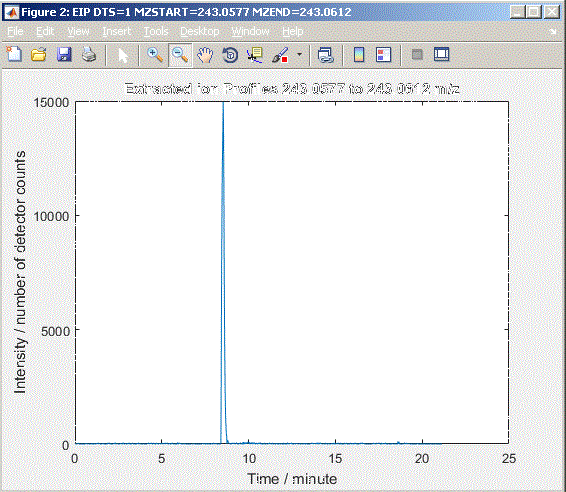 Figure 2: EIP DTS=1 MZSTART=243.0577 MZEND=243.0612
File Edit View Insert Tools Desktop Window Help
Extracted Ion Profiles 243.0577 to 243.0612 m/z
15000
10000
5000
0
Intensity / number of detector counts
0 5 10 15 20 25
Time / minute